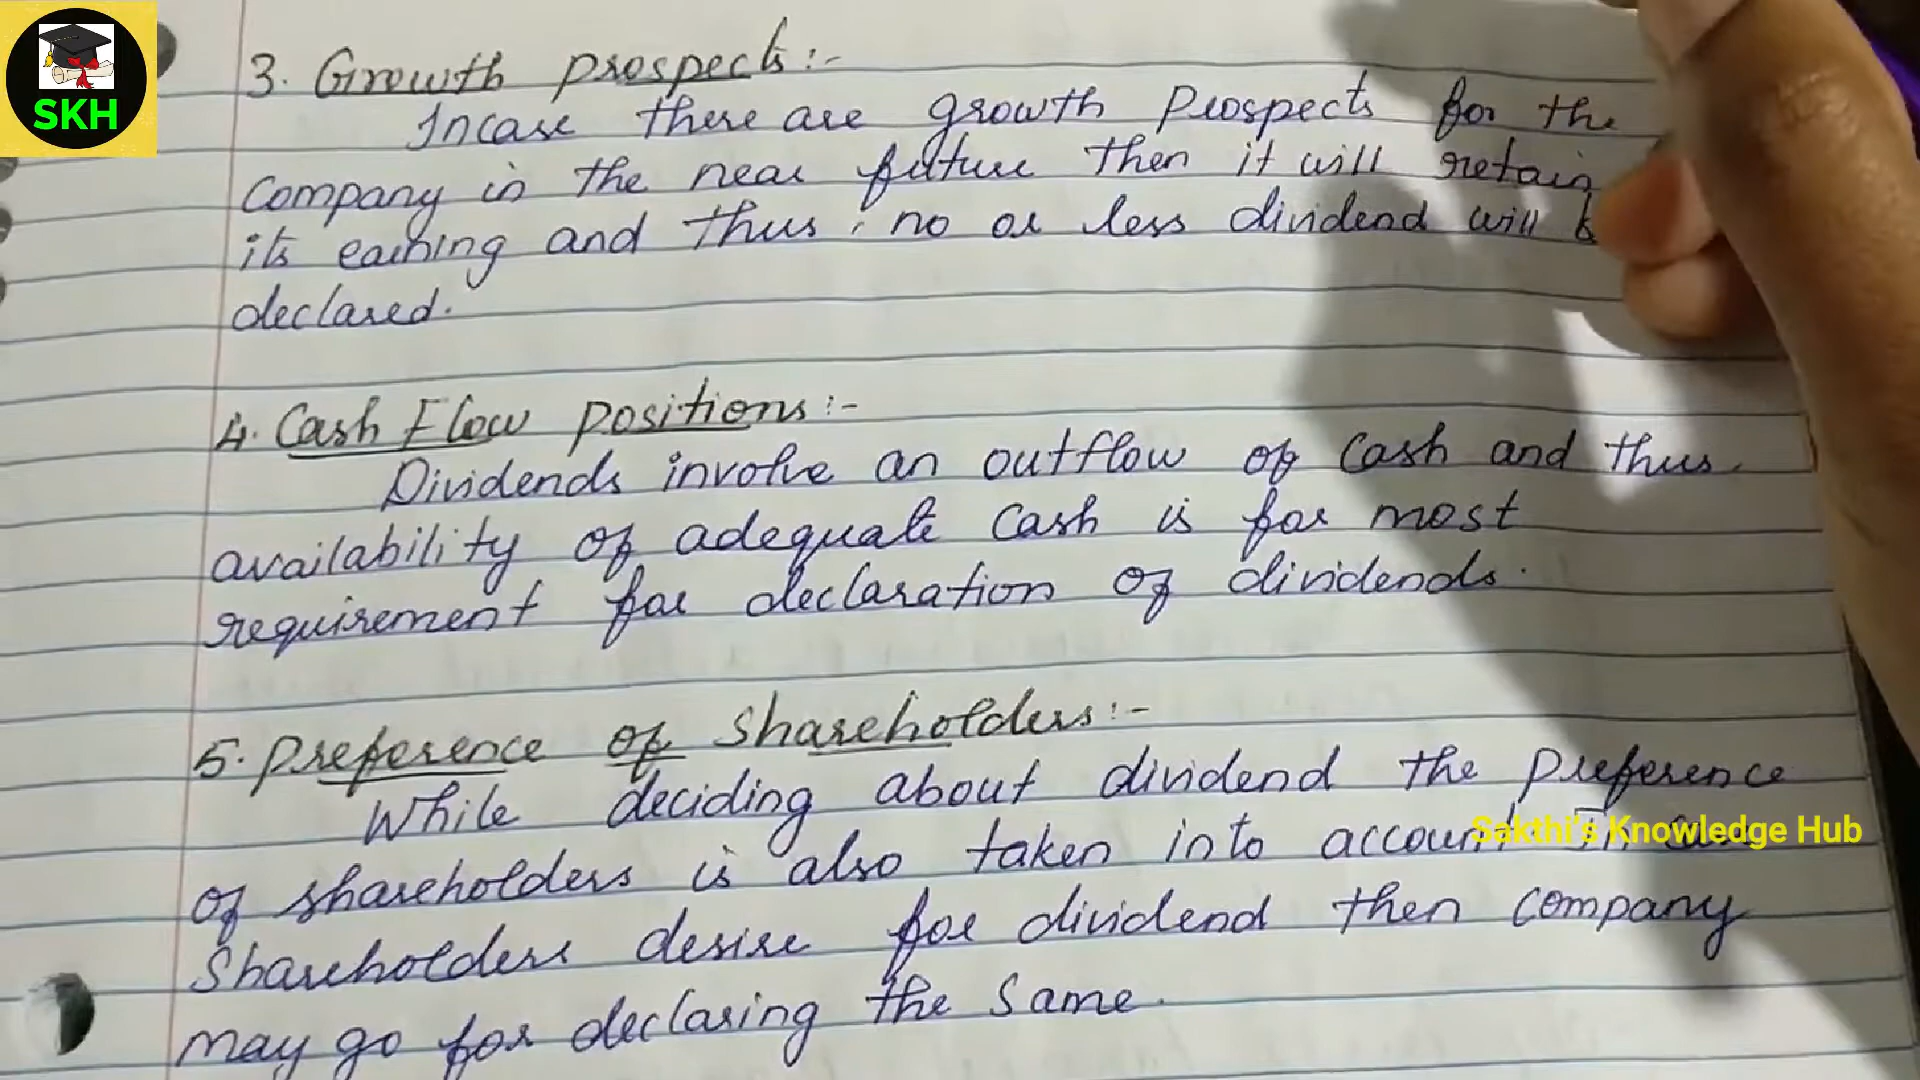 SKH
3. Growth prospects:-
Incase there are growth prospects for the
Company in the near future then it will retain
its earning and thus, no or less dividend will
declared.
4. Cash Flow positions:-
Dividends involve an outflow of Cash and thus
availability of adequate Cash is for most
requirement for declaration of dividends.
5. Preference of Shareholders:-
While deciding about dividend the preference
Sakthi's Knowledge Hub
of shareholders is also taken into account In case
Shareholders desire for dividend then company
may go for declaring the same.